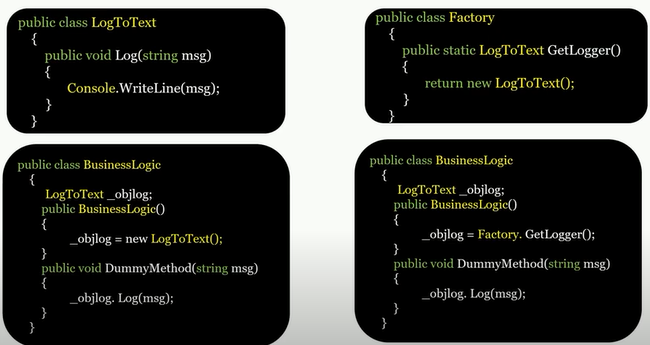 public class LogToText
{
public void Log(string msg)
{
Console.WriteLine(msg);
}
}
public class Factory
{
public static LogToText GetLogger()
{
return new LogToText();
}
}
public class BusinessLogic
{
LogToText _objlog;
public BusinessLogic()
{
_objlog = new LogToText();
}
public void DummyMethod(string msg)
{
_objlog. Log(msg);
}
}
public class BusinessLogic
{
LogToText _objlog;
public BusinessLogic()
{
_objlog = Factory. GetLogger();
}
public void DummyMethod(string msg)
{
_objlog. Log(msg);
}
}